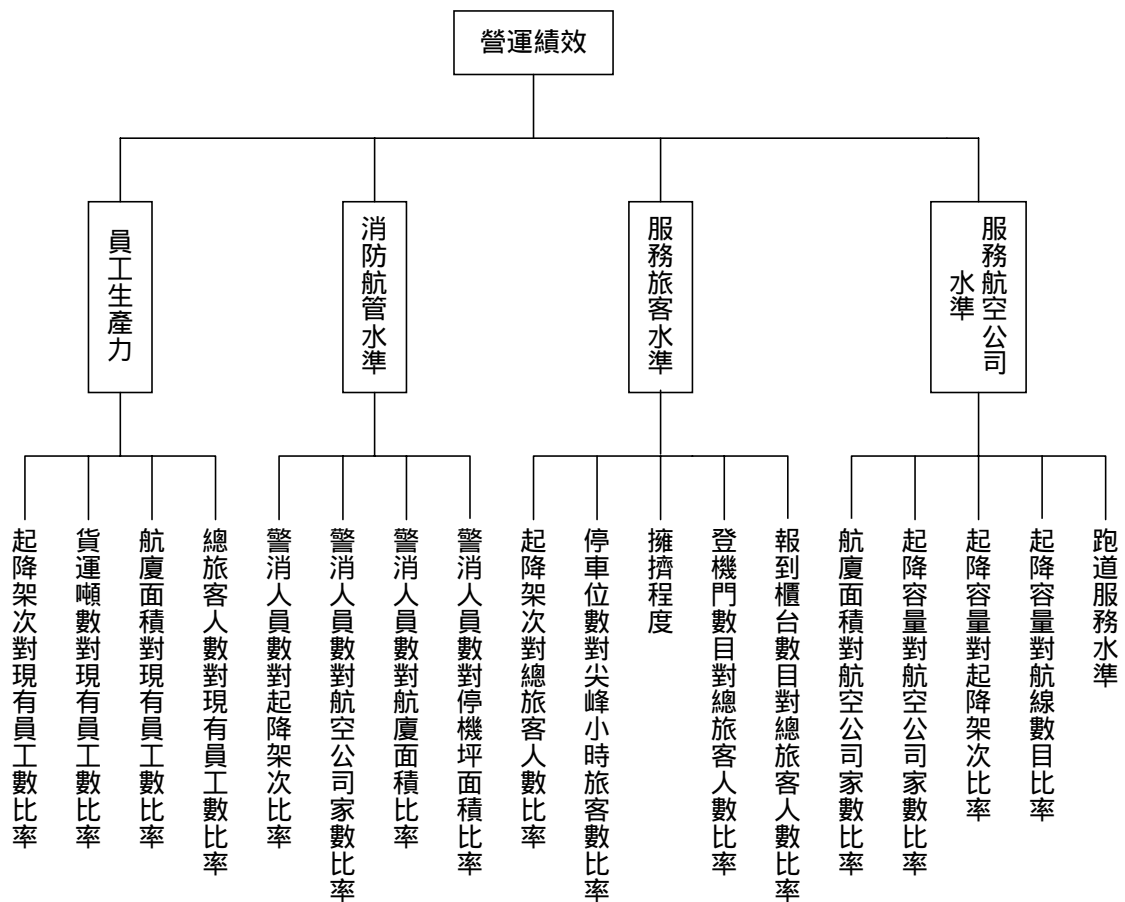 營運績效
員工生產力
消防航管水準
服務旅客水準
服務航空公司
水準
起降架次對現有員工數比率
貨運噸數對現有員工數比率
航廈面積對現有員工數比率
總旅客人數對現有員工數比率
警消人員數對起降架次比率
警消人員數對航空公司家數比率
警消人員數對航廈面積比率
警消人員數對停機坪面積比率
起降架次對總旅客人數比率
停車位數對尖峰小時旅客數比率
擁擠程度
登機門數目對總旅客人數比率
報到櫃台數目對總旅客人數比率
航廈面積對航空公司家數比率
起降容量對航空公司家數比率
起降容量對起降架次比率
起降容量對航線數目比率
跑道服務水準